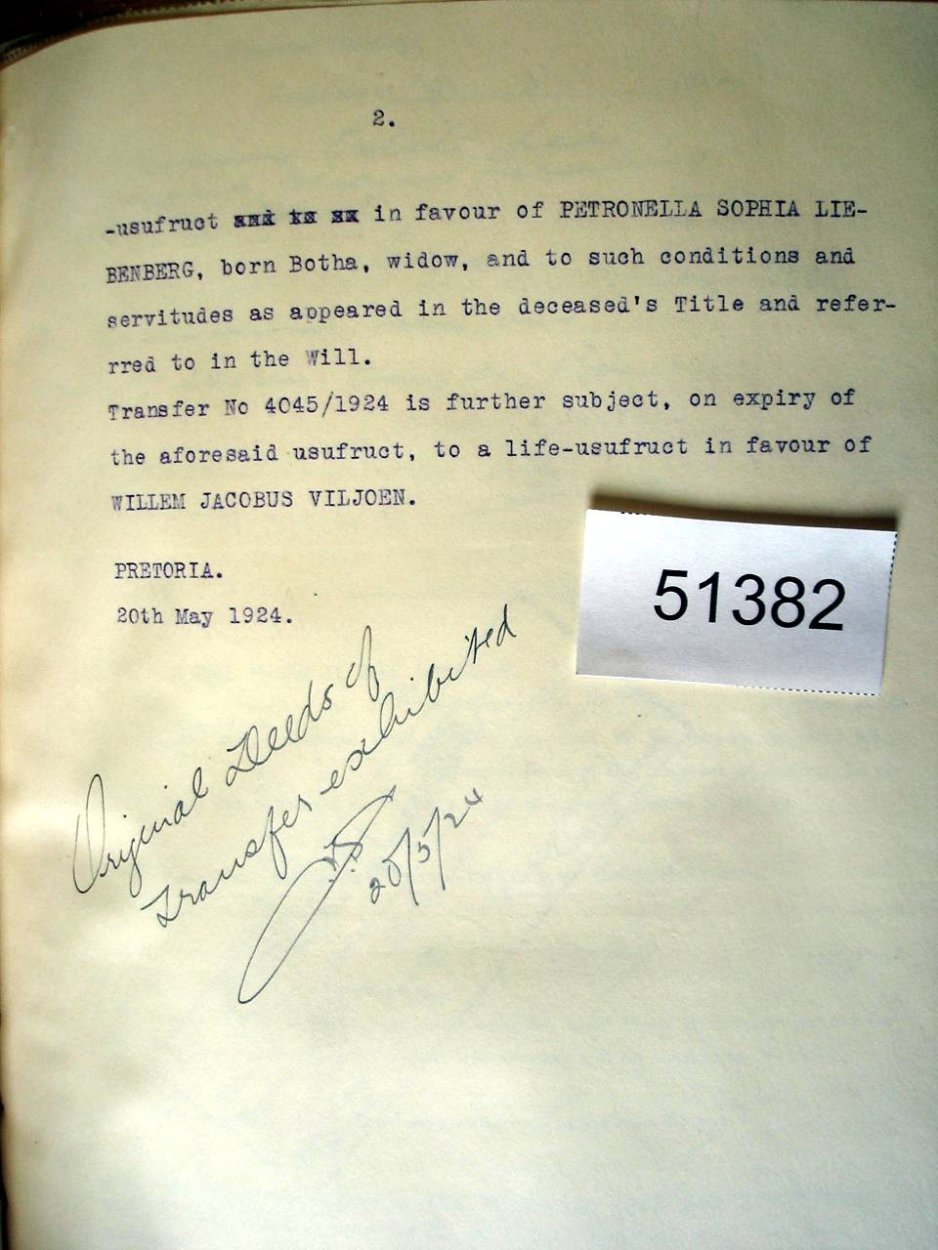 2.
-usufruct and to sx in favour of PETRONELLA SOPHIA LIE-
BENBERG, born Botha, widow, and to such conditions and
servitudes as appeared in the deceased's Title and refer-
rred to in the Will.
Transfer No 4045/1924 is further subject, on expiry of
the aforesaid usufruct, to a life-usufruct in favour of
WILLEM JACOBUS VILJOEN.
51382
PRETORIA.
20th May 1924.
Original Deeds of
transfer exhibited
20/5/24